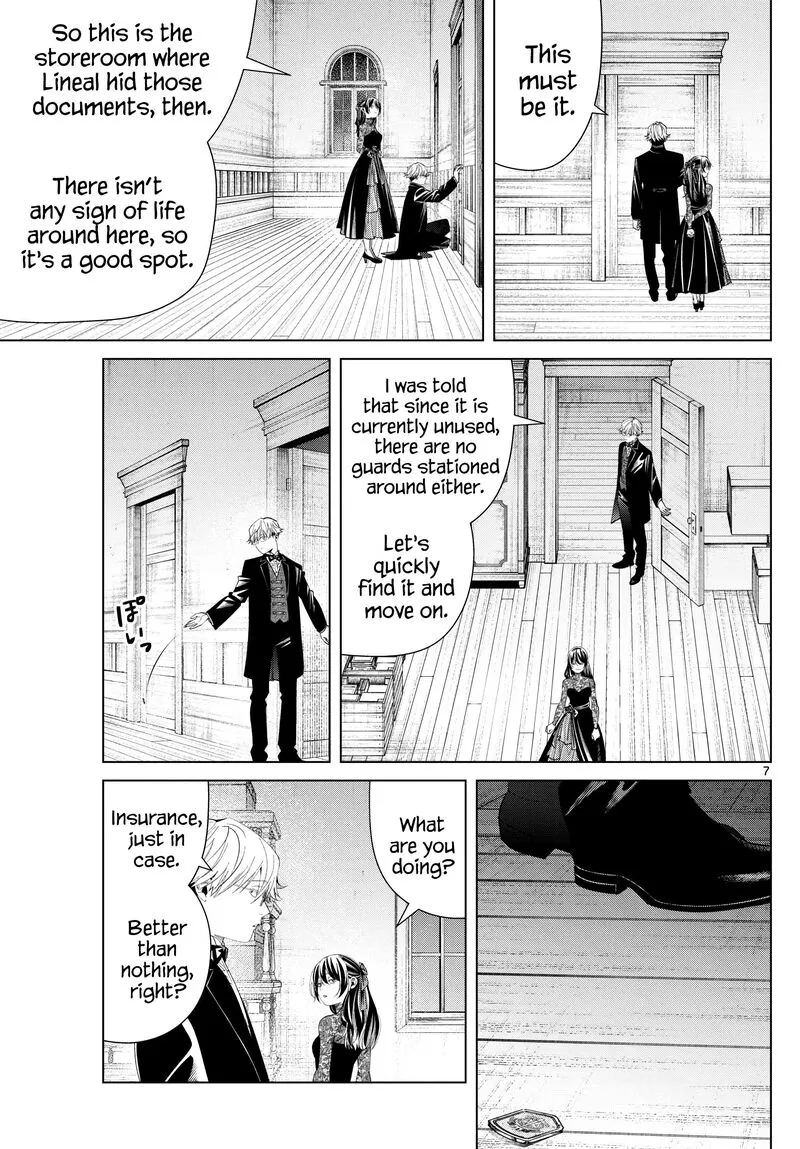 This
must
be it.
So this is the
storeroom where
Lineal hid those
documents, then.
There isn't
any sign of life
around here, so
it's a good spot.
I was told
that since it is
currently unused,
there are no
guards stationed
around either.
Let's
quickly
find it and
move on.
ぽいっ
7
What
are you
doing?
Insurance,
just in
case.
Better
than
nothing,
right?